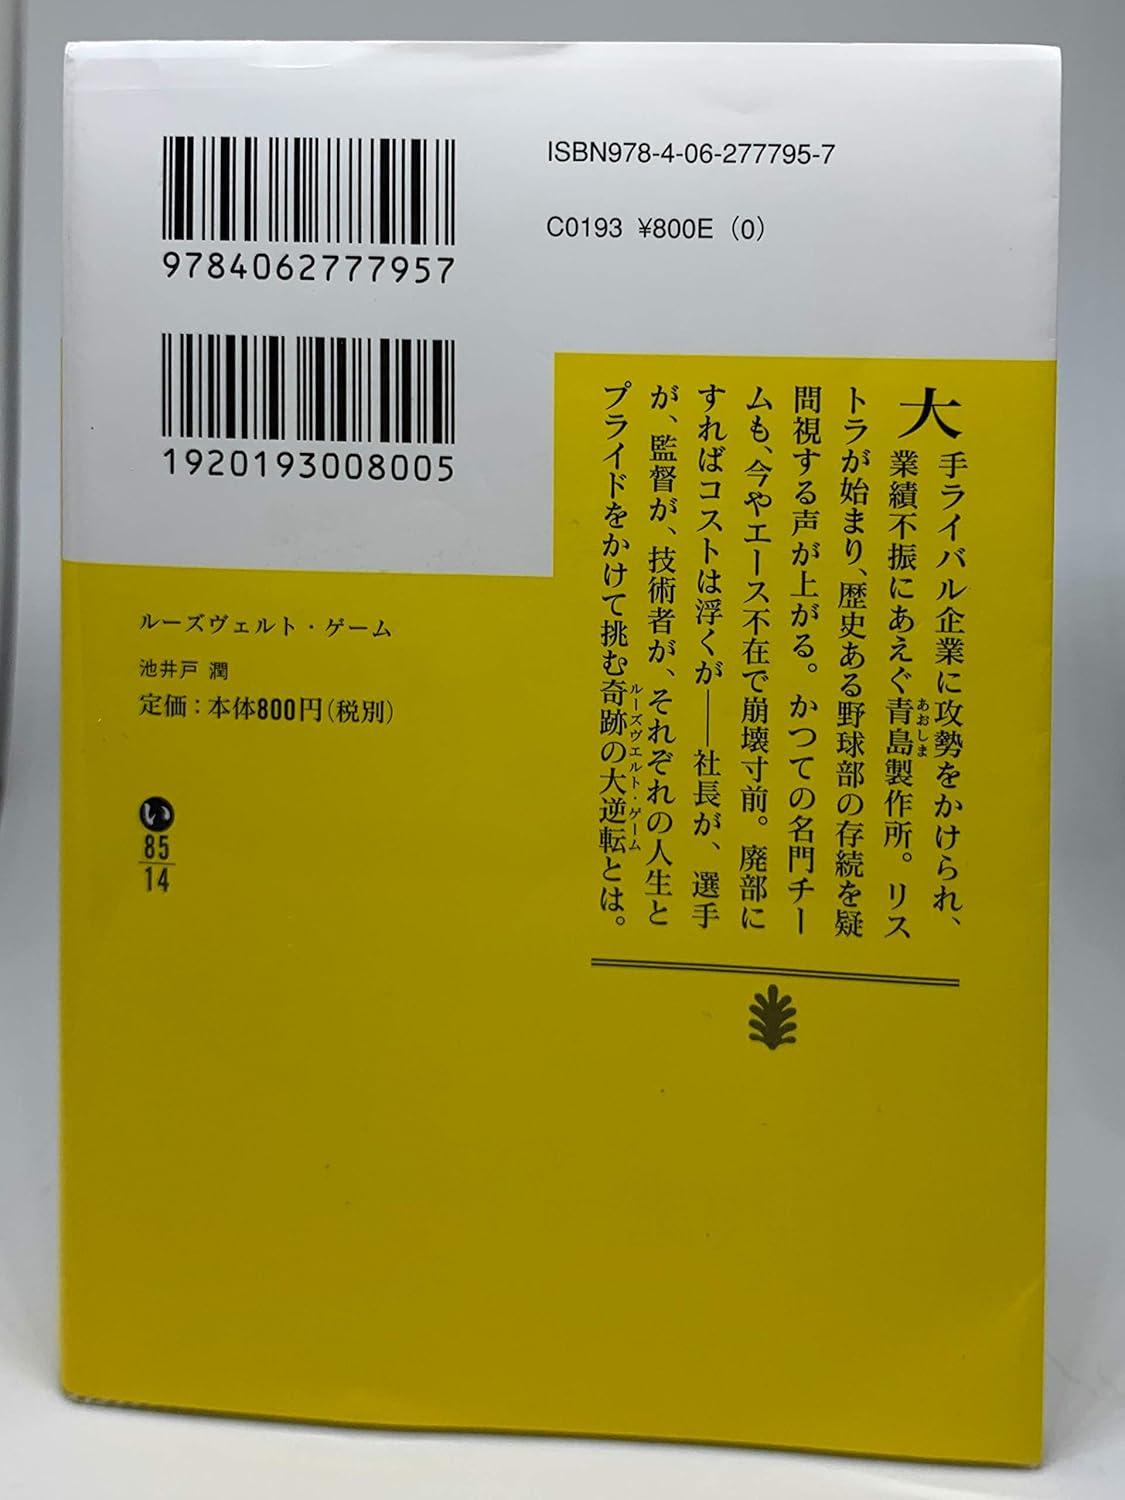 ISBN978-4-06-277795-7
C0193 ¥800E (0)
9784062777957
1920193008005
大手ライバル企業に攻勢をかけられ、
業績不振にあえぐ青島製作所。リス
あおしま
トラが始まり、歴史ある野球部の存続を疑
問視する声が上がる。かつての名門チー
ムも、今やエース不在で崩壊寸前。廃部に
すればコストは浮くが――社長が、選手
が、監督が、技術者が、それぞれの人生と
プライドをかけて挑む奇跡の大逆転とは。
ルーズヴェルト・ゲーム
ルーズヴェルト・ゲーム
池井戸 潤
定価：本体800円（税別）
い
85
14